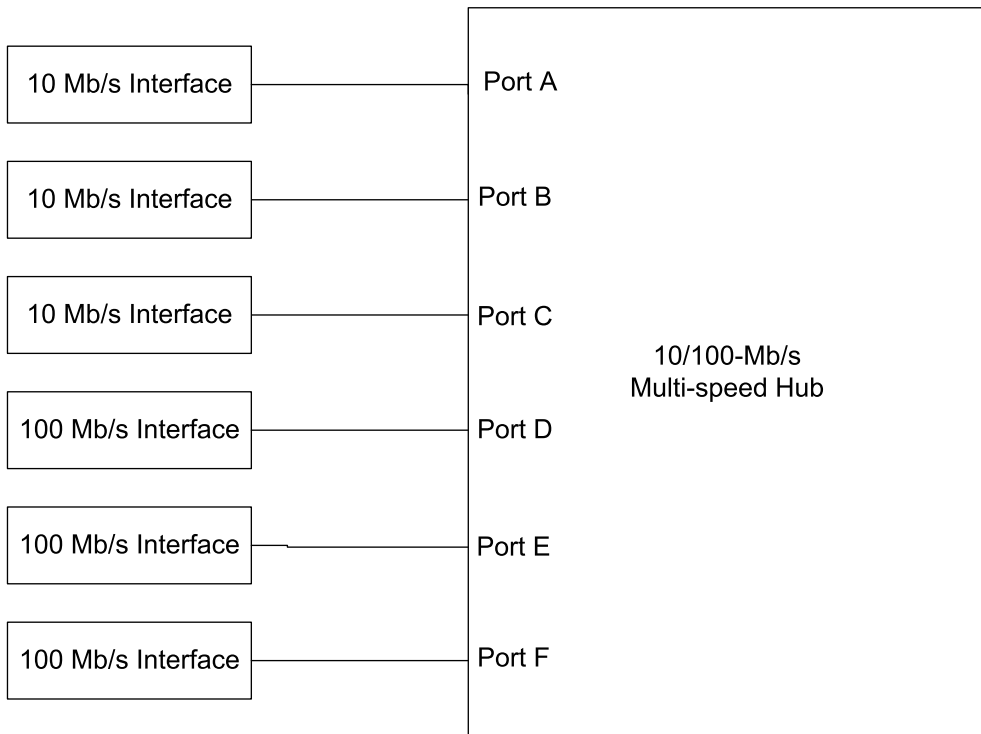 10 Mb/s Interface
Port A
10 Mb/s Interface
Port B
10 Mb/s Interface
Port C
10/100-Mb/s
Multi-speed Hub
100 Mb/s Interface
Port D
100 Mb/s Interface
Port E
100 Mb/s Interface
Port F